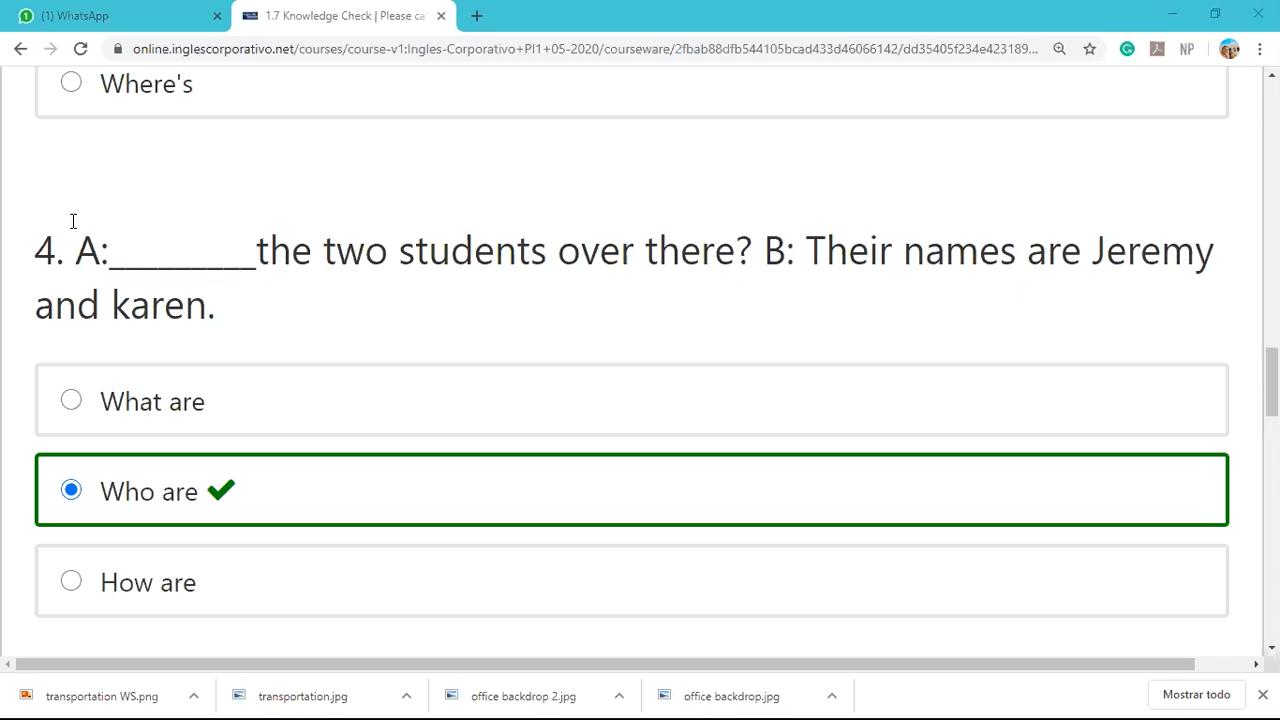 (1) WhatsApp
1.7 Knowledge Check | Please ca
online.inglescorporativo.net/courses/course-v1:Ingles-Corporativo+PI1+05-2020/courseware/2fbab88dfb544105bcad433d46066142/dd35405f234e423189...
NP
Where's
4. A:_________the two students over there? B: Their names are Jeremy
and karen.
What are
Who are
How are
transportation WS.png
transportation.jpg
office backdrop 2.jpg
office backdrop.jpg
Mostrar todo